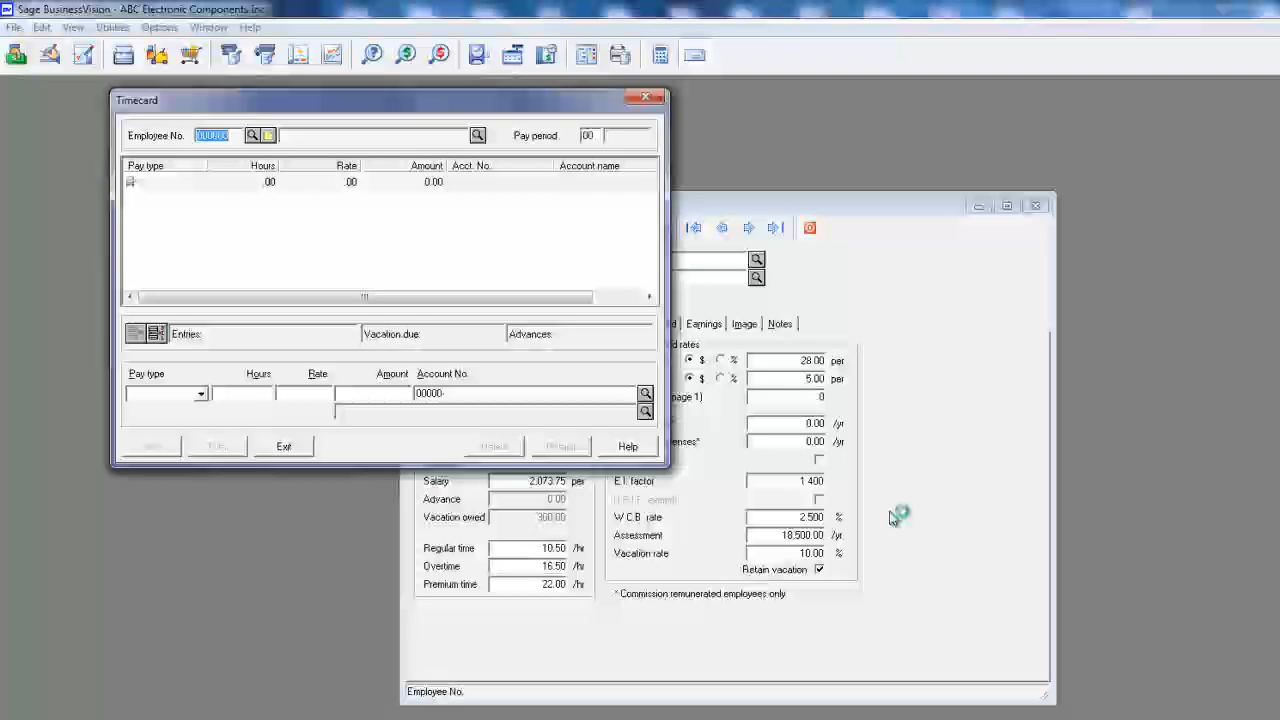 Sage BusinessVision - ABC Electronic Components Inc
File Edit View Utilities Options Window Help
Timecard
Employee No. 000000 Pay period 00
Pay type Hours Rate Amount Acct. No. Account name
.00 .00 0.00
Entries: Vacation due: Advances:
Pay type Hours Rate Amount Account No.
00000-
Exit Help
Earnings Image Notes
d rates
$ % 28.00 per
$ % 5.00 per
page 1) 0
0.00 /yr
enses* 0.00 /yr
Salary 2,073.75 per
Advance 0.00
Vacation owed 300.00
Regular time 10.50 /hr
Overtime 16.50 /hr
Premium time 22.00 /hr
E.I. factor 1.400
W.C.B. rate 2.500 %
Assessment 18,500.00 /yr
Vacation rate 10.00 %
Retain vacation
* Commission remunerated employees only
Employee No.